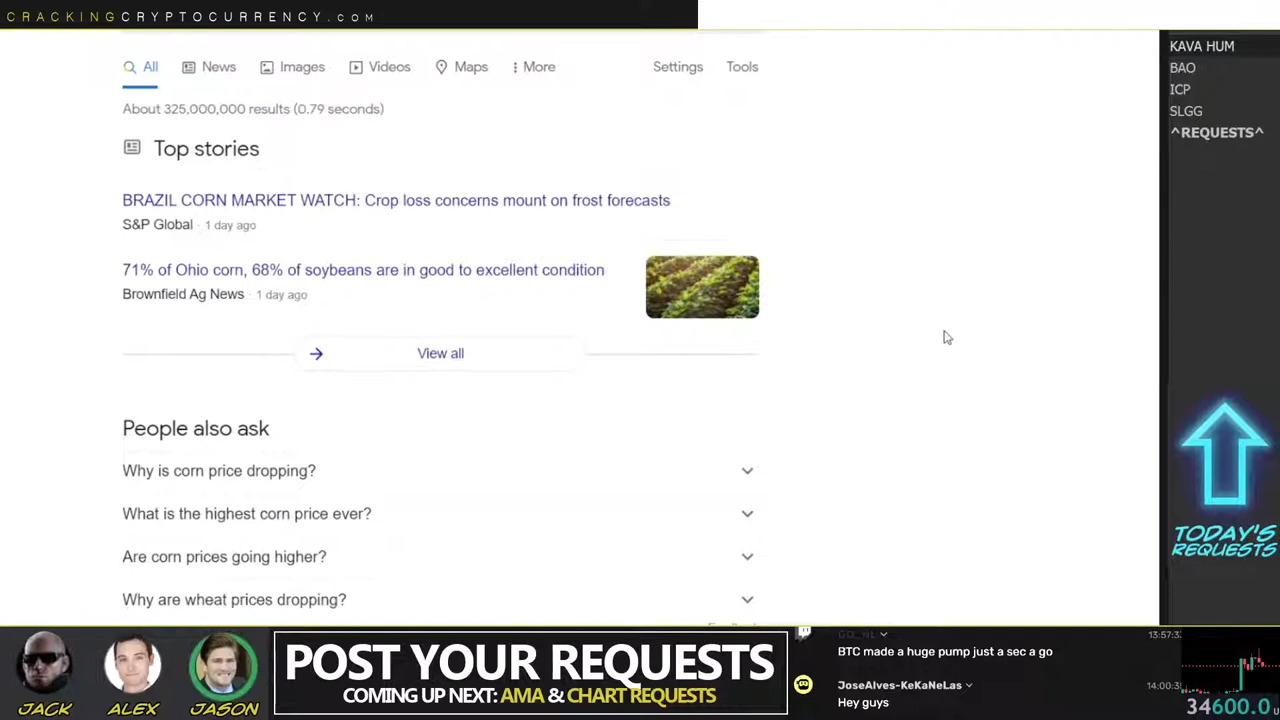 CRACKINGCRYPTOCURRENCY.com
All
News
Images
Videos
Maps
More
Settings
Tools
About 325,000,000 results (0.79 seconds)
Top stories
BRAZIL CORN MARKET WATCH: Crop loss concerns mount on frost forecasts
S&P Global · 1 day ago
71% of Ohio corn, 68% of soybeans are in good to excellent condition
Brownfield Ag News · 1 day ago
View all
People also ask
Why is corn price dropping?
What is the highest corn price ever?
Are corn prices going higher?
Why are wheat prices dropping?
KAVA HUM
BAO
ICP
SLGG
^REQUESTS^
TODAY'S
REQUESTS
JACK
ALEX
JASON
POST YOUR REQUESTS
COMING UP NEXT: AMA & CHART REQUESTS
BTC made a huge pump just a sec a go
JoseAlves-KeKaNeLas
Hey guys
34600.0